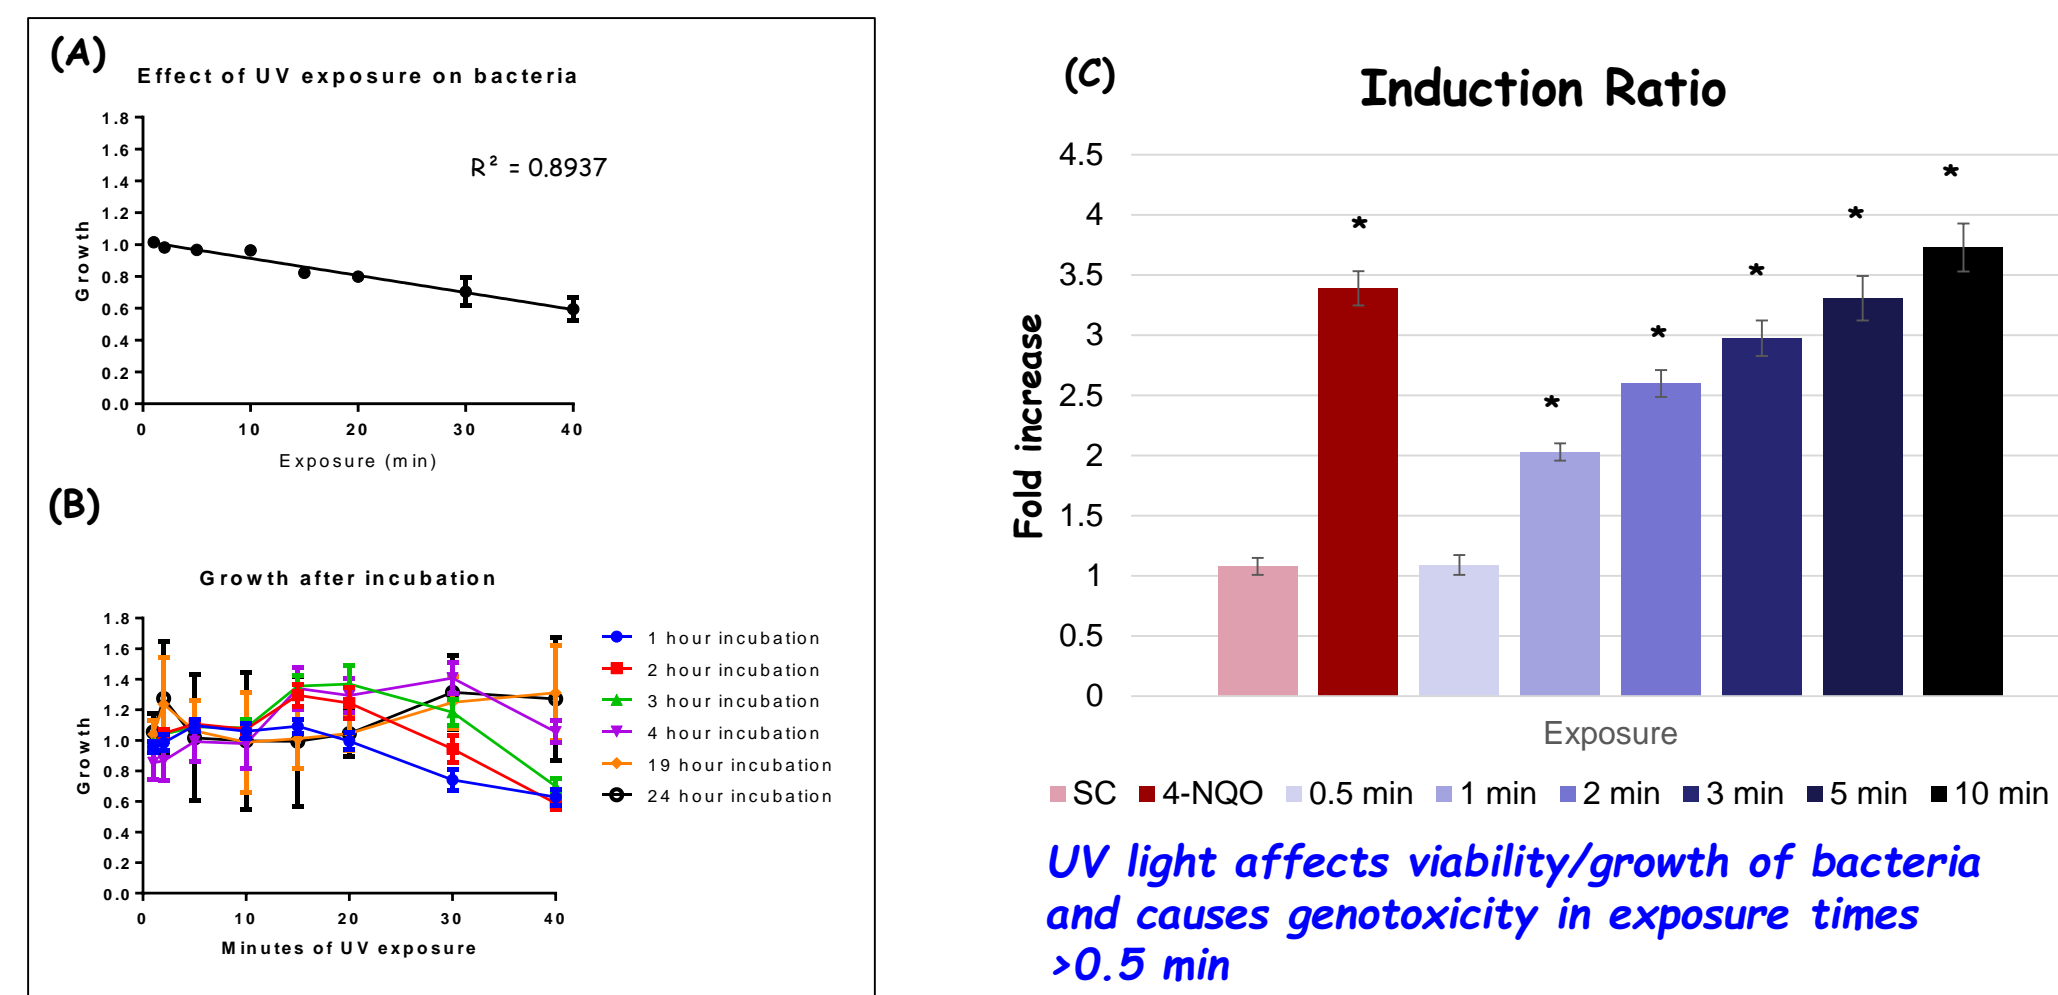 (A)
Effect of UV exposure on bacteria
R² = 0.8937
Growth
1.8
1.6
1.4
1.2
1.0
0.8
0.6
0.4
0.2
0.0
0 10 20 30 40
Exposure (min)
(B)
Growth after incubation
Growth
1.8
1.6
1.4
1.2
1.0
0.8
0.6
0.4
0.2
0.0
0 10 20 30 40
Minutes of UV exposure
1 hour incubation
2 hour incubation
3 hour incubation
4 hour incubation
19 hour incubation
24 hour incubation
(C)
Induction Ratio
Fold increase
4.5
4
3.5
3
2.5
2
1.5
1
0.5
0
* * * * * *
Exposure
SC 4-NQO 0.5 min 1 min 2 min 3 min 5 min 10 min
UV light affects viability/growth of bacteria
and causes genotoxicity in exposure times
>0.5 min